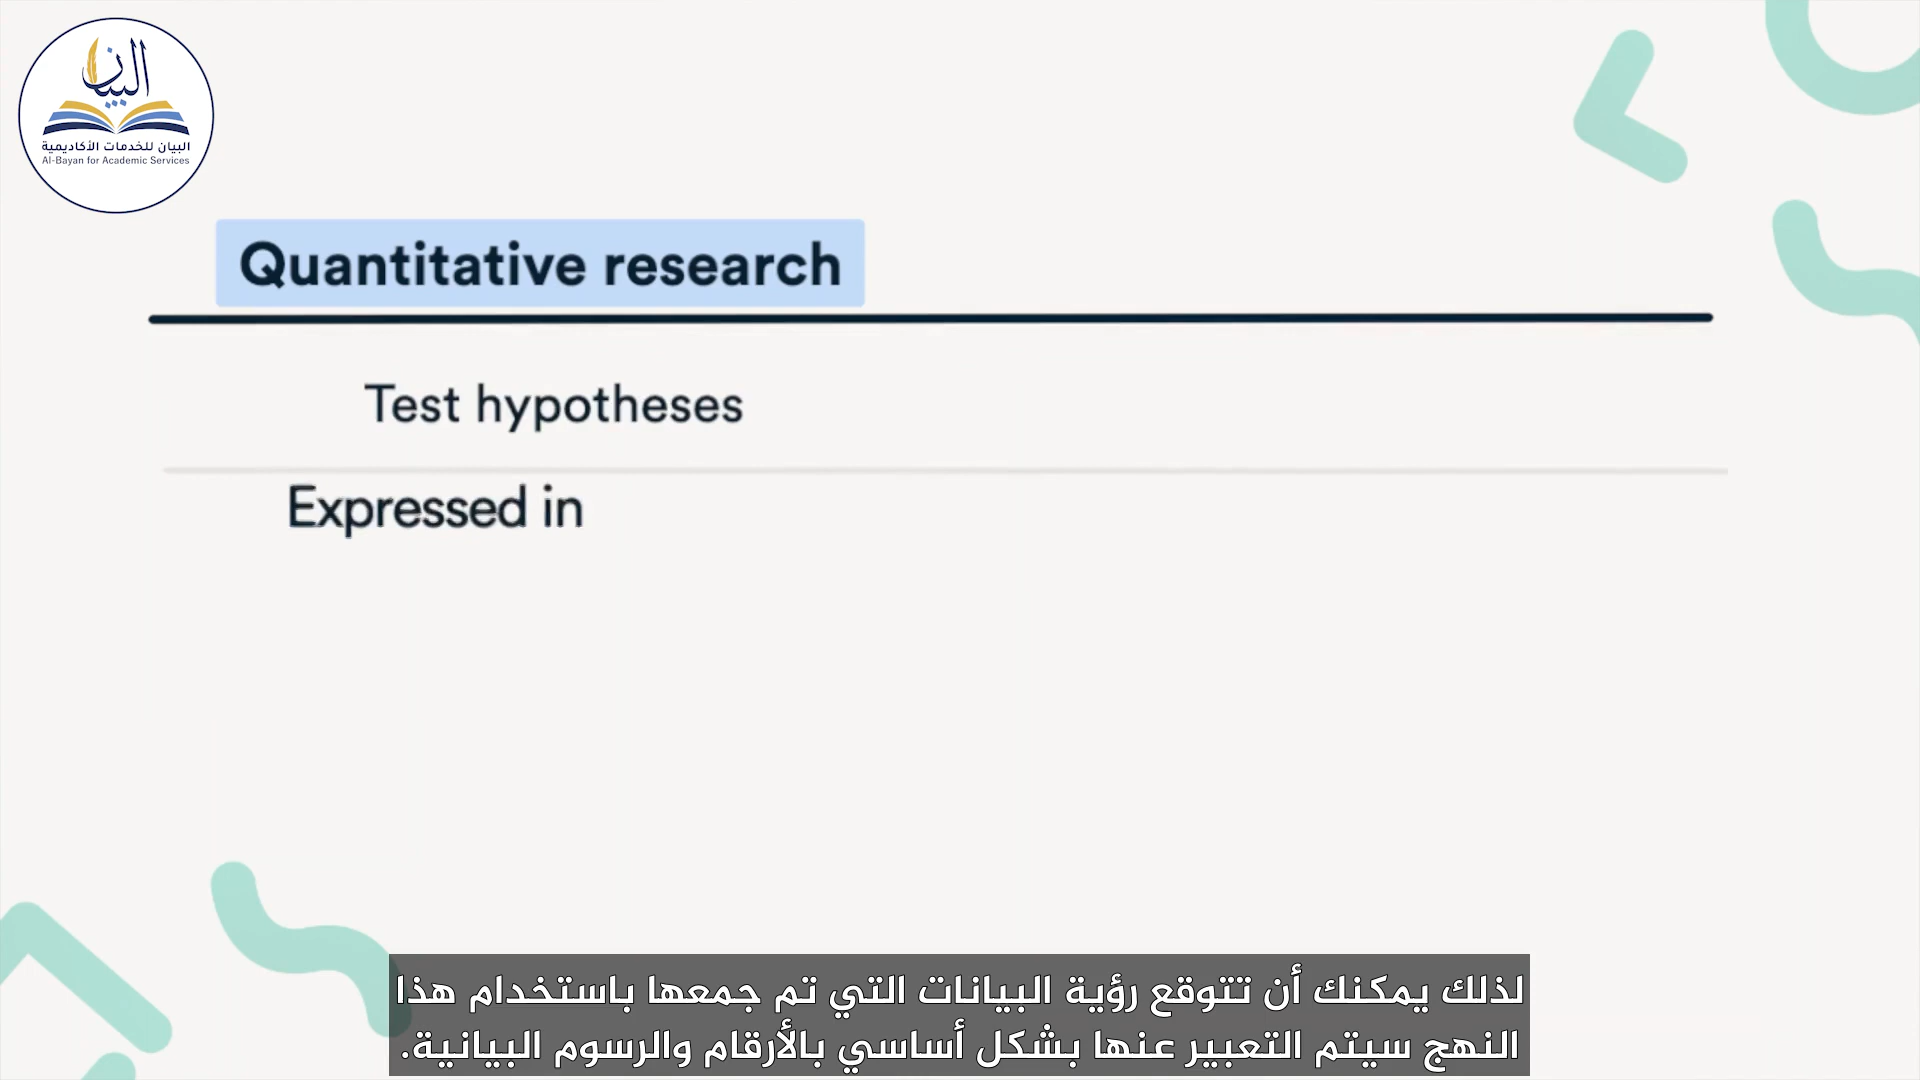 البيان
البيان للخدمات الأكاديمية
Al-Bayan for Academic Services
Quantitative research
Test hypotheses
Expressed in
لذلك يمكنك أن تتوقع رؤية البيانات التي تم جمعها باستخدام هذا
النهج سيتم التعبير عنها بشكل أساسي بالأرقام والرسوم البيانية.